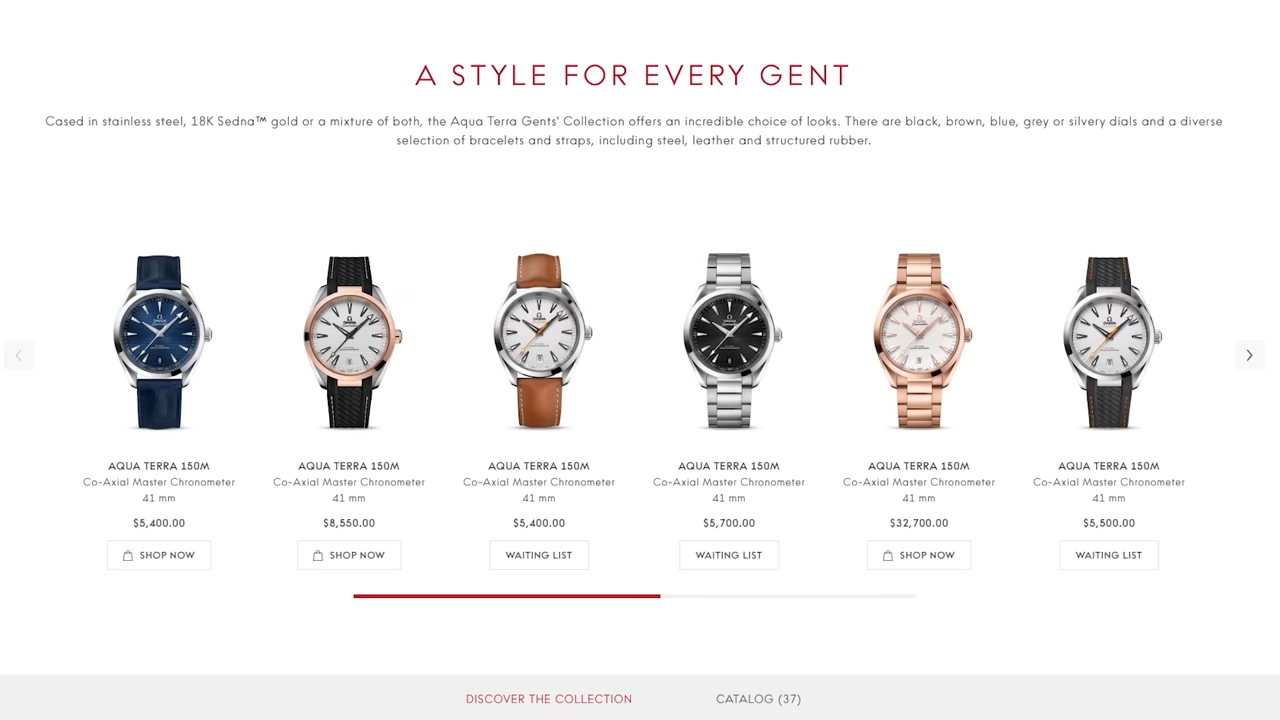 A STYLE FOR EVERY GENT
Cased in stainless steel, 18K Sedna™ gold or a mixture of both, the Aqua Terra Gents' Collection offers an incredible choice of looks. There are black, brown, blue, grey or silvery dials and a diverse
selection of bracelets and straps, including steel, leather and structured rubber.
AQUA TERRA 150M
Co-Axial Master Chronometer
41 mm
$5,400.00
SHOP NOW
AQUA TERRA 150M
Co-Axial Master Chronometer
41 mm
$8,550.00
SHOP NOW
AQUA TERRA 150M
Co-Axial Master Chronometer
41 mm
$5,400.00
WAITING LIST
AQUA TERRA 150M
Co-Axial Master Chronometer
41 mm
$5,700.00
WAITING LIST
AQUA TERRA 150M
Co-Axial Master Chronometer
41 mm
$32,700.00
SHOP NOW
AQUA TERRA 150M
Co-Axial Master Chronometer
41 mm
$5,500.00
WAITING LIST
DISCOVER THE COLLECTION
CATALOG (37)